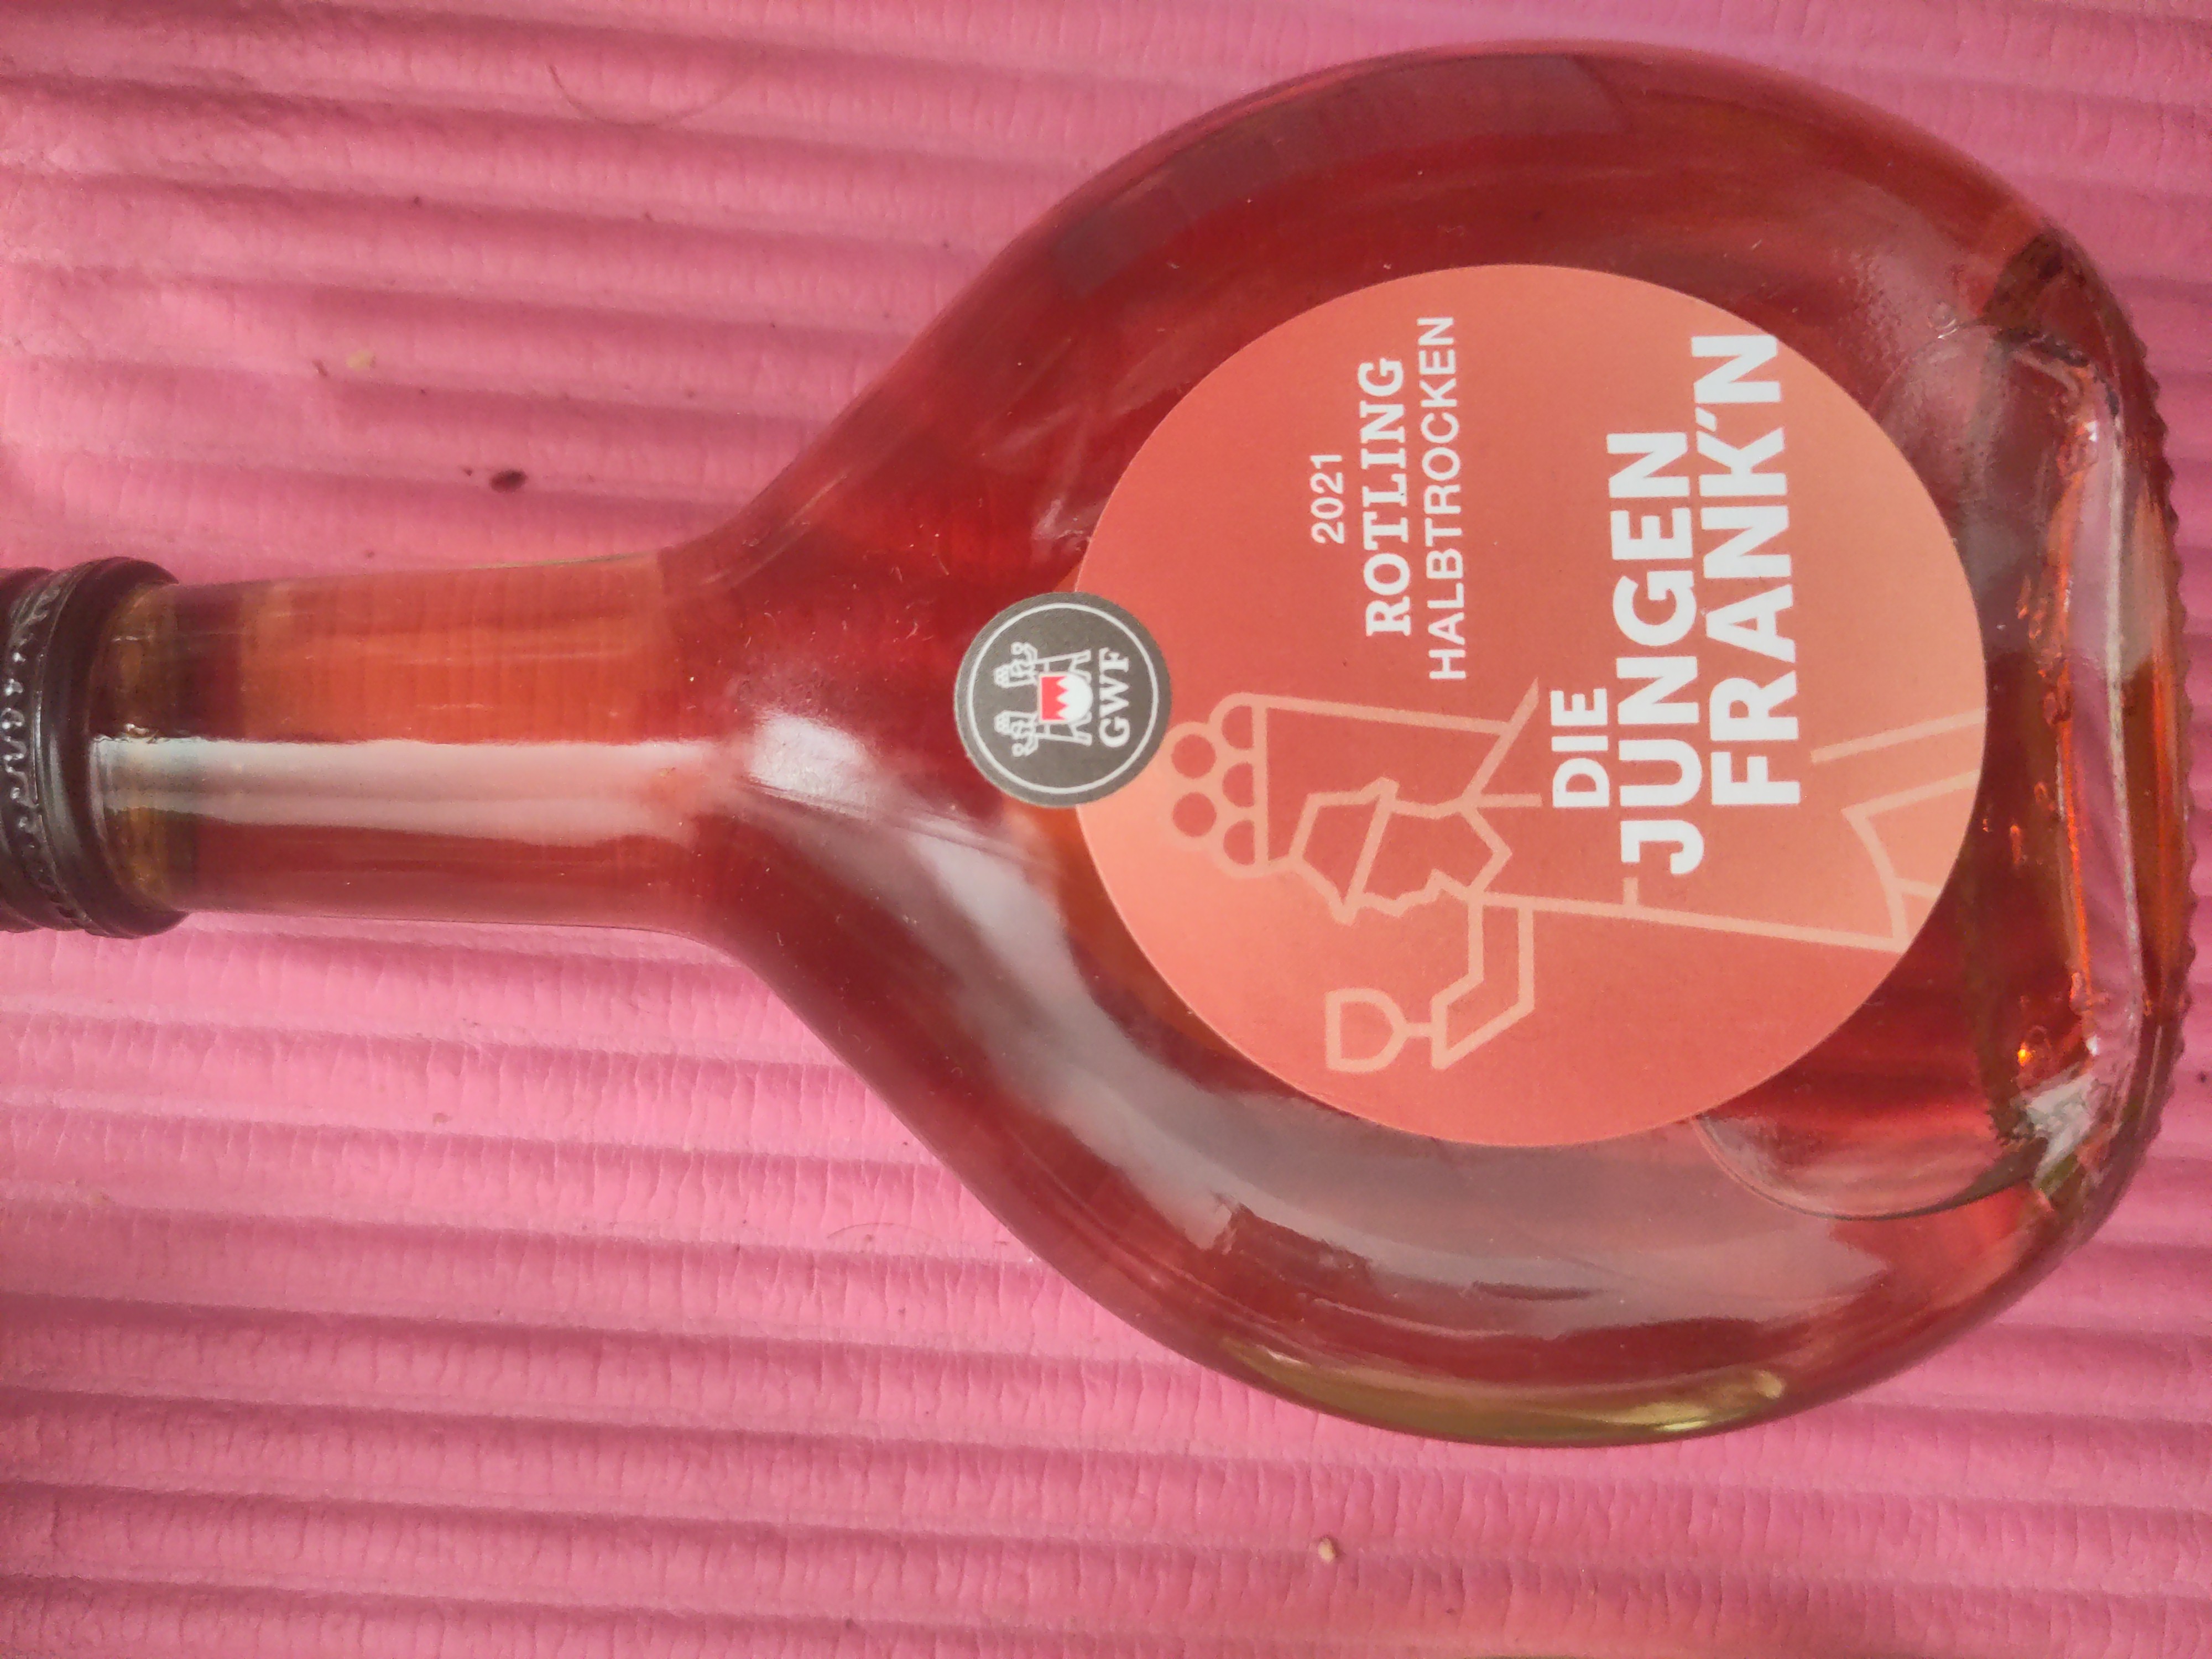 GWF
2021
ROTLING
HALBTROCKEN
DIE
JUNGEN
FRANK'N